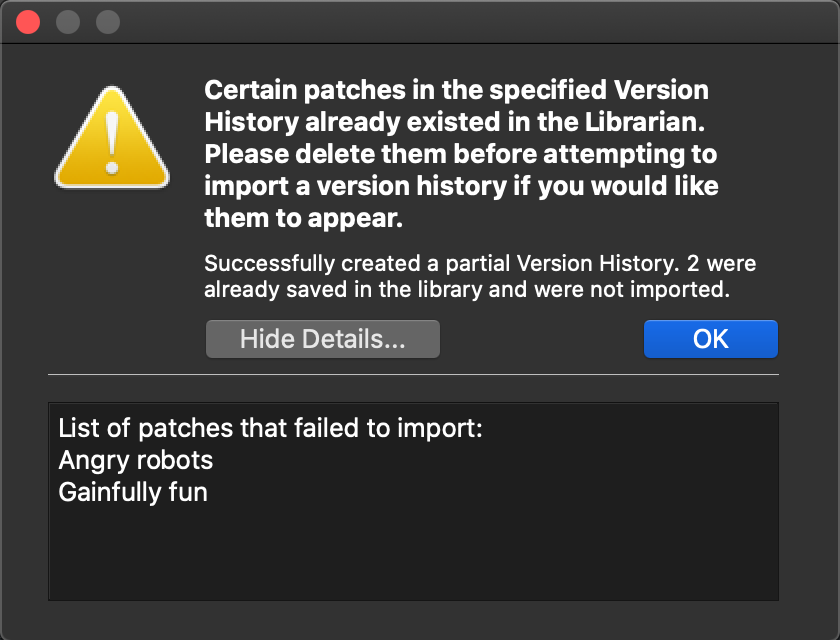 Certain patches in the specified Version
History already existed in the Librarian.
Please delete them before attempting to
import a version history if you would like
them to appear.
Successfully created a partial Version History. 2 were
already saved in the library and were not imported.
Hide Details...
OK
List of patches that failed to import:
Angry robots
Gainfully fun